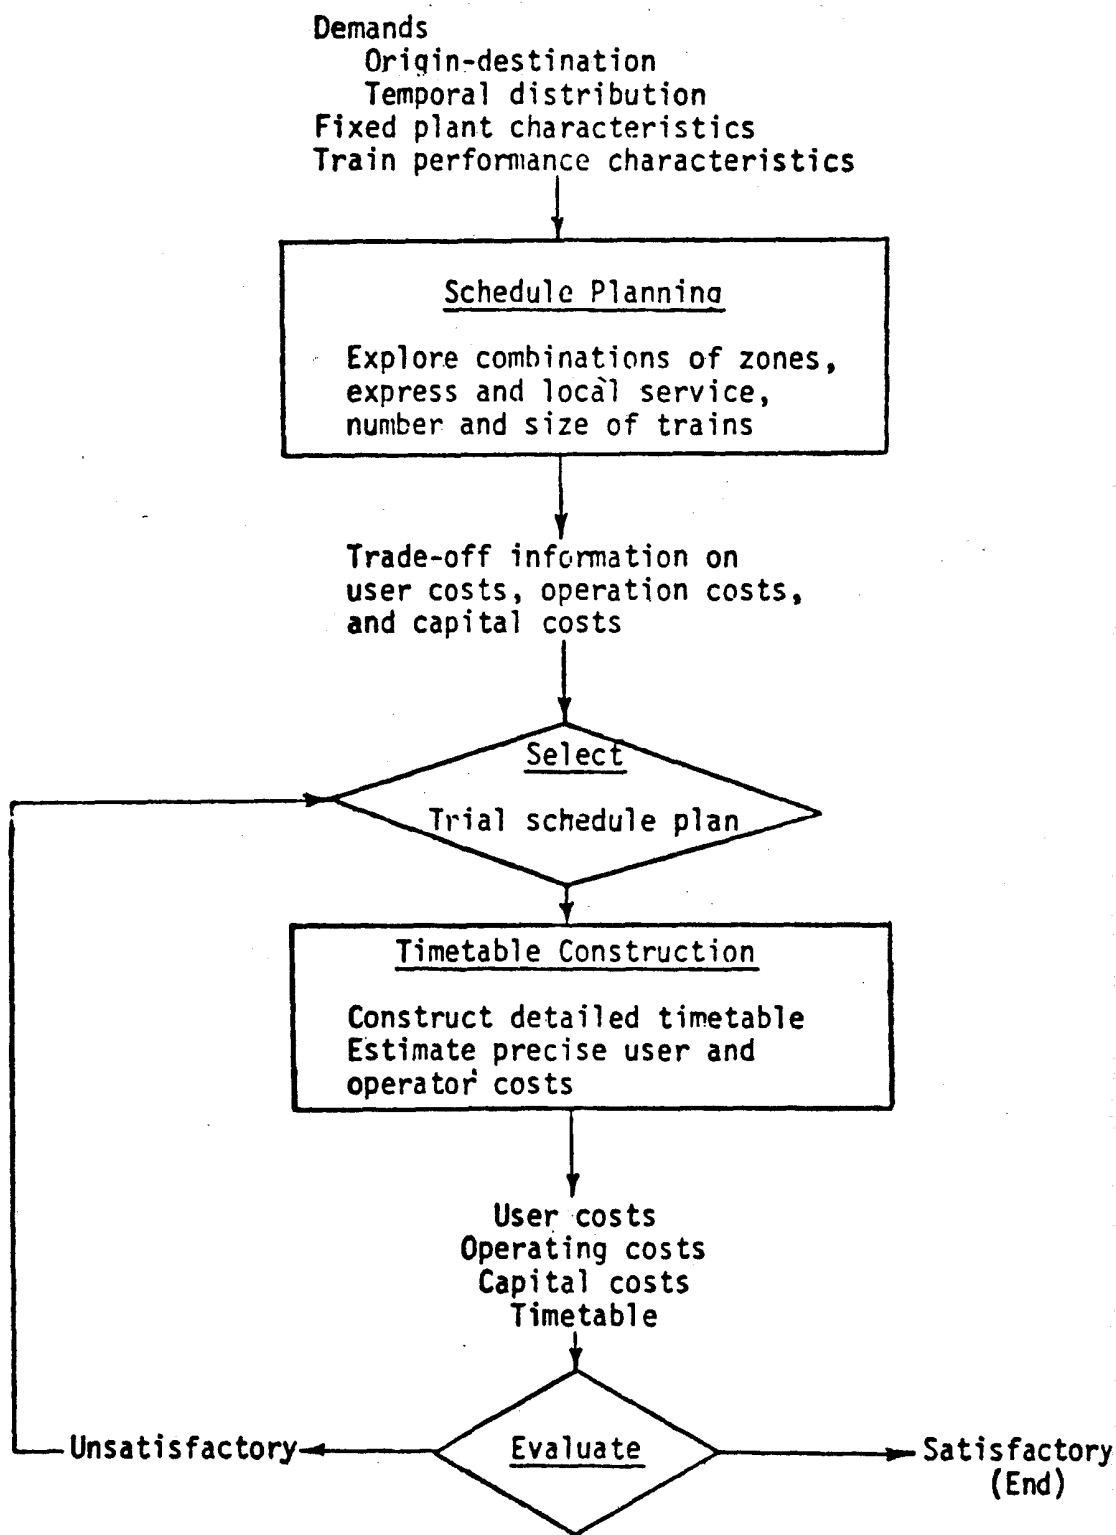 Demands
Origin-destination
Temporal distribution
Fixed plant characteristics
Train performance characteristics
Schedule Planning
Explore combinations of zones,
express and local service,
number and size of trains
Trade-off information on
user costs, operation costs,
and capital costs
Select
Trial schedule plan
Timetable Construction
Construct detailed timetable
Estimate precise user and
operator costs
User costs
Operating costs
Capital costs
Timetable
Unsatisfactory
Evaluate
Satisfactory
(End)